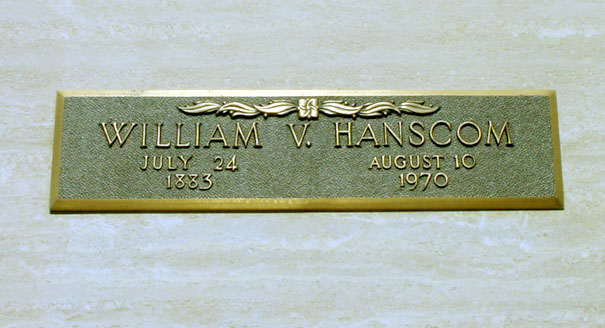 WILLIAM V. HANSCOM
JULY 24 AUGUST 10
1883 1970